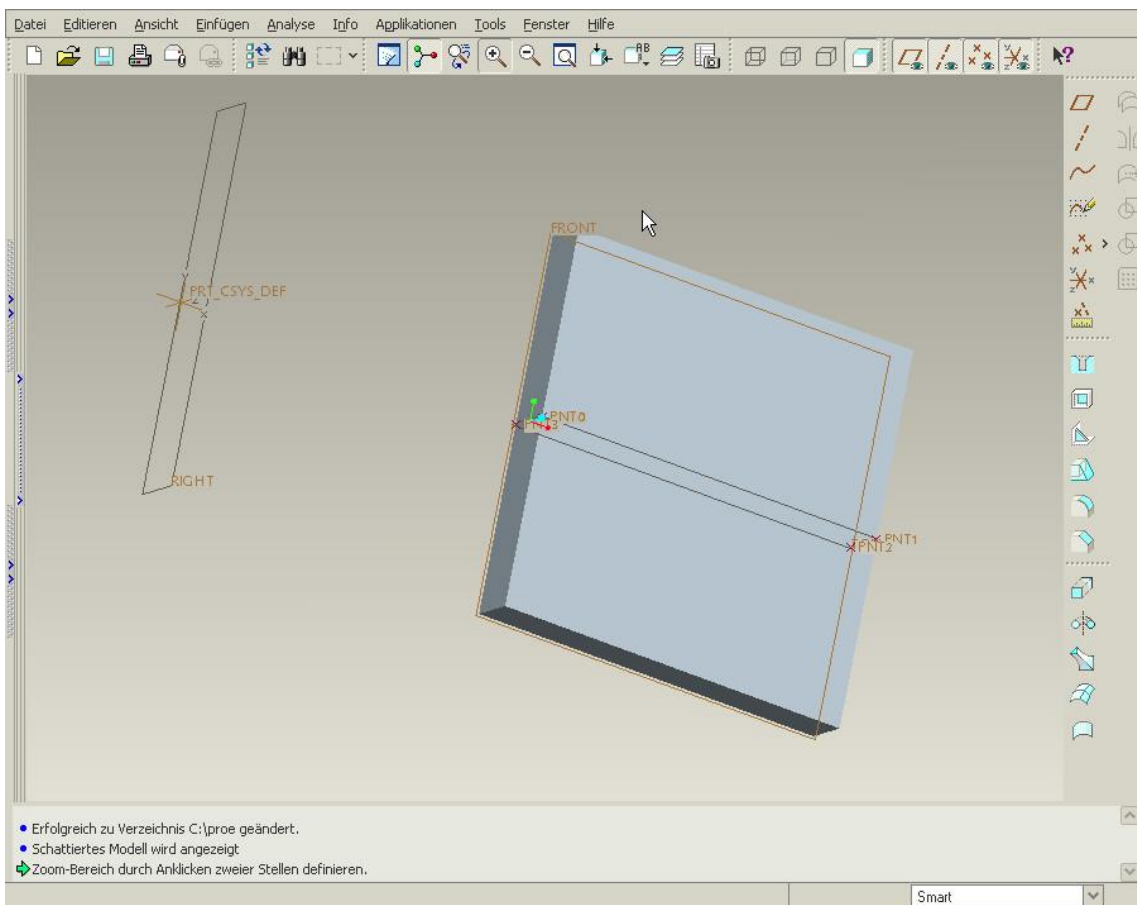 Datei Editieren Ansicht Einfügen Analyse Info Applikationen Tools Fenster Hilfe
FRONT
PRT_CSYS_DEF
RIGHT
PNT0
PNT3
PNT1
PNT2
Erfolgreich zu Verzeichnis C:\proe geändert.
Schattiertes Modell wird angezeigt
Zoom-Bereich durch Anklicken zweier Stellen definieren.
Smart